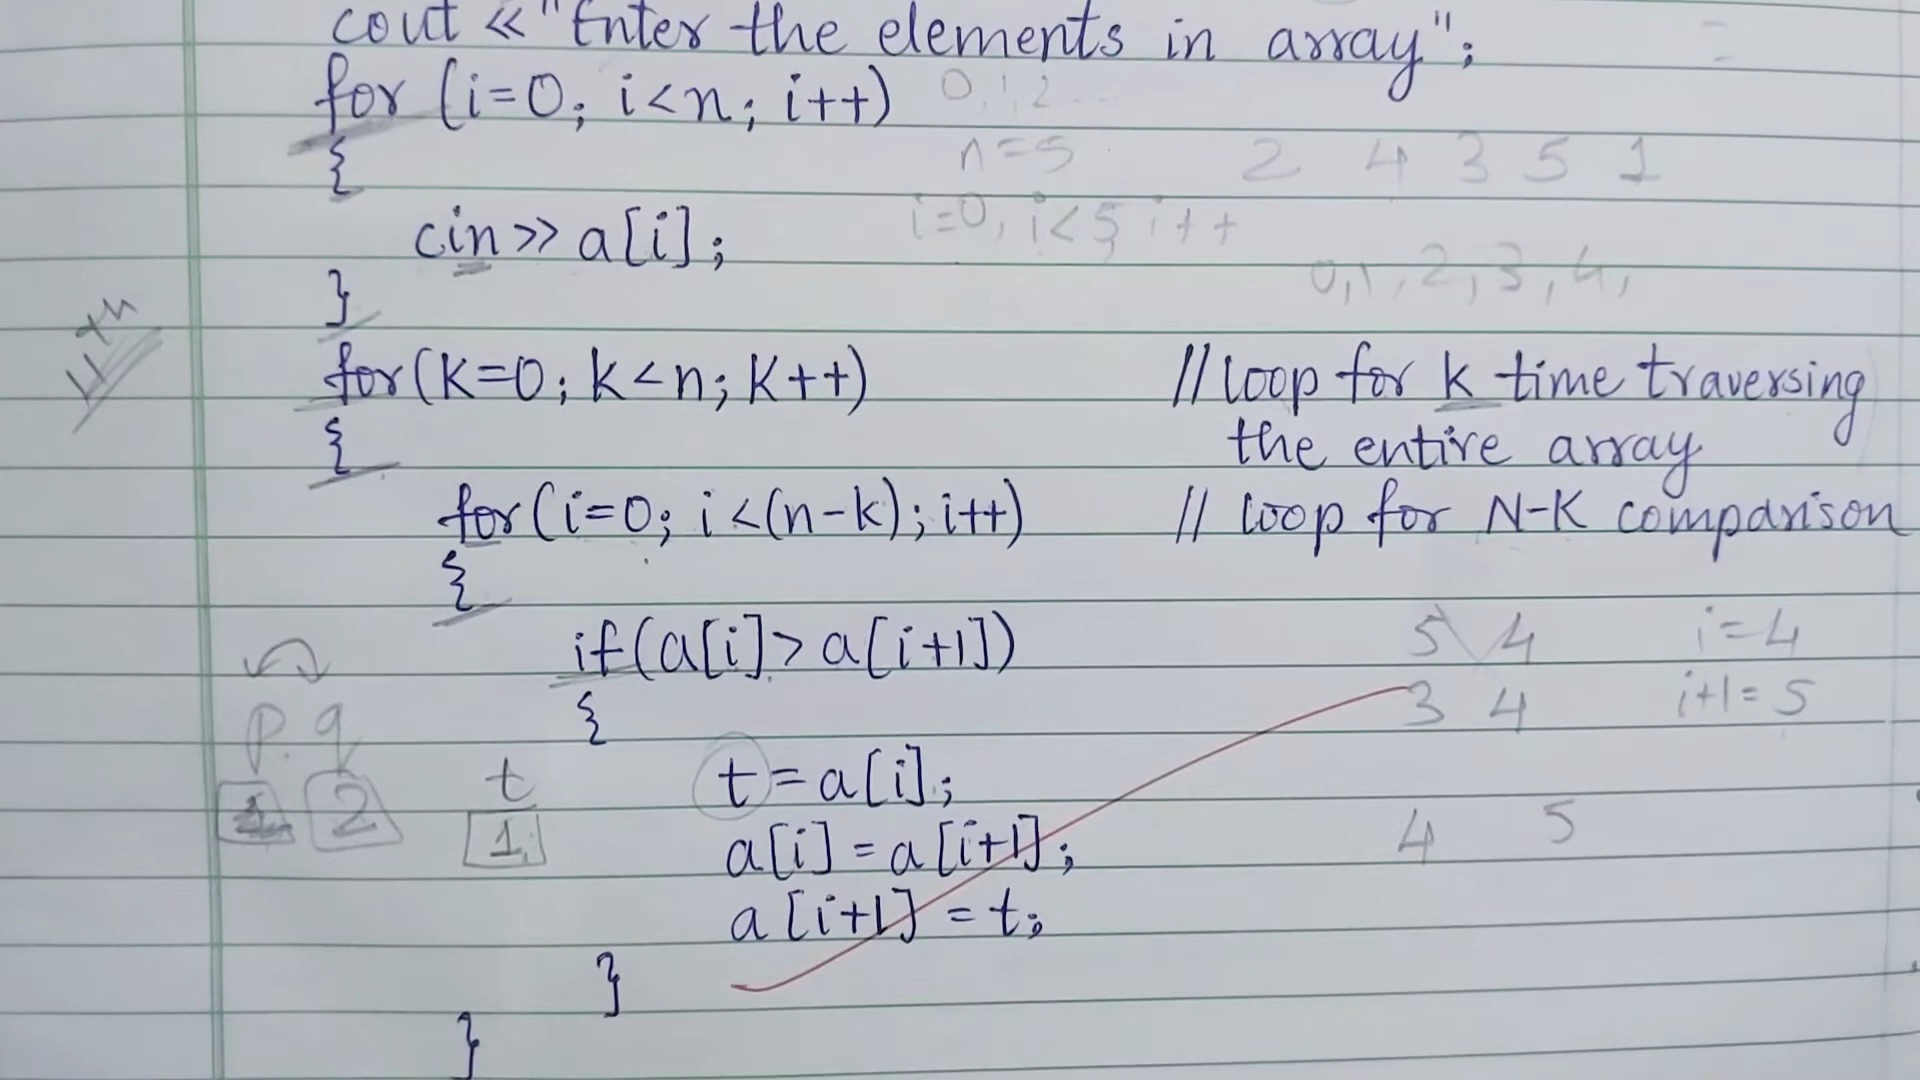 cout << "Enter the elements in array";
for (i=0; i<n; i++) 0,1,2...
{
n=5 2 4 3 5 1
cin>> a[i]; i=0, i<5 i++
} 0,1,2,3,4,
for(K=0; k<n; K++) // loop for k time traversing
{ the entire array
for(i=0; i<(n-k); i++) // loop for N-K comparison
{
if(a[i]> a[i+1]) 5 4 i=4
{ 3 4 i+1=5
p. q
t t=a[i];
2 1 a[i]=a[i+1]; 4 5
a[i+1] =t;
}
}